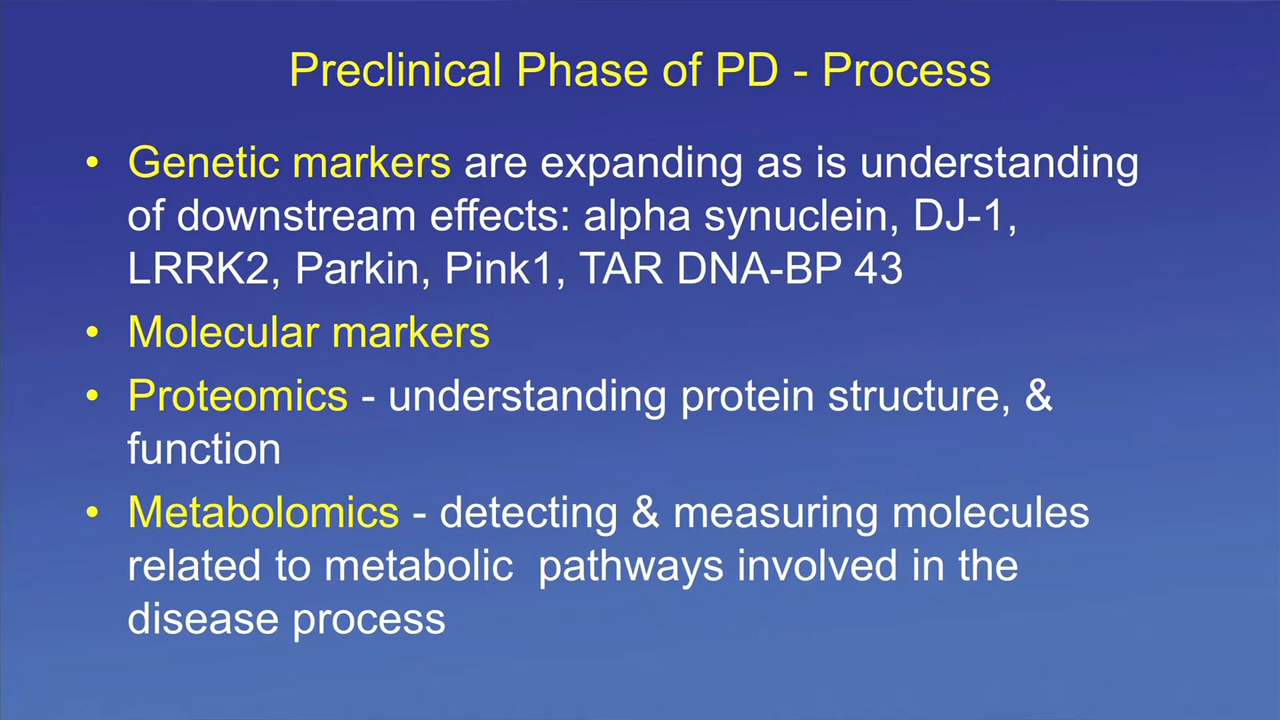 Preclinical Phase of PD - Process
• Genetic markers are expanding as is understanding
of downstream effects: alpha synuclein, DJ-1,
LRRK2, Parkin, Pink1, TAR DNA-BP 43
• Molecular markers
• Proteomics - understanding protein structure, &
function
• Metabolomics - detecting & measuring molecules
related to metabolic  pathways involved in the
disease process